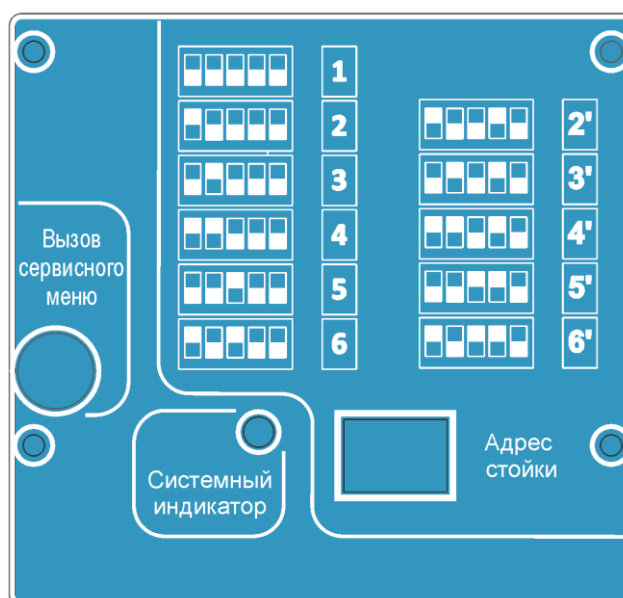 1
2 2'
3 3'
4 4'
5 5'
6 6'
Вызов
сервисного
меню
Системный
индикатор
Адрес
стойки